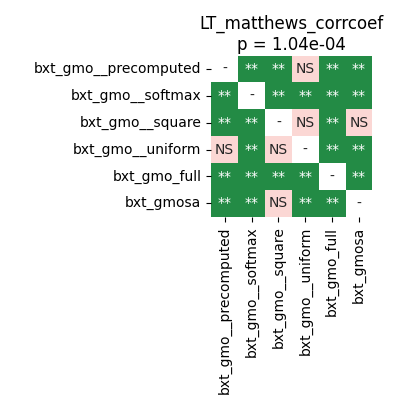 LT_matthews_corrcoef
p = 1.04e-04
bxt_gmo__precomputed - ** ** NS ** **
bxt_gmo__softmax ** - ** ** ** **
bxt_gmo__square ** ** - NS ** NS
bxt_gmo__uniform NS ** NS - ** **
bxt_gmo_full ** ** ** ** - **
bxt_gmosa ** ** NS ** ** -
bxt_gmo__precomputed
bxt_gmo__softmax
bxt_gmo__square
bxt_gmo__uniform
bxt_gmo_full
bxt_gmosa